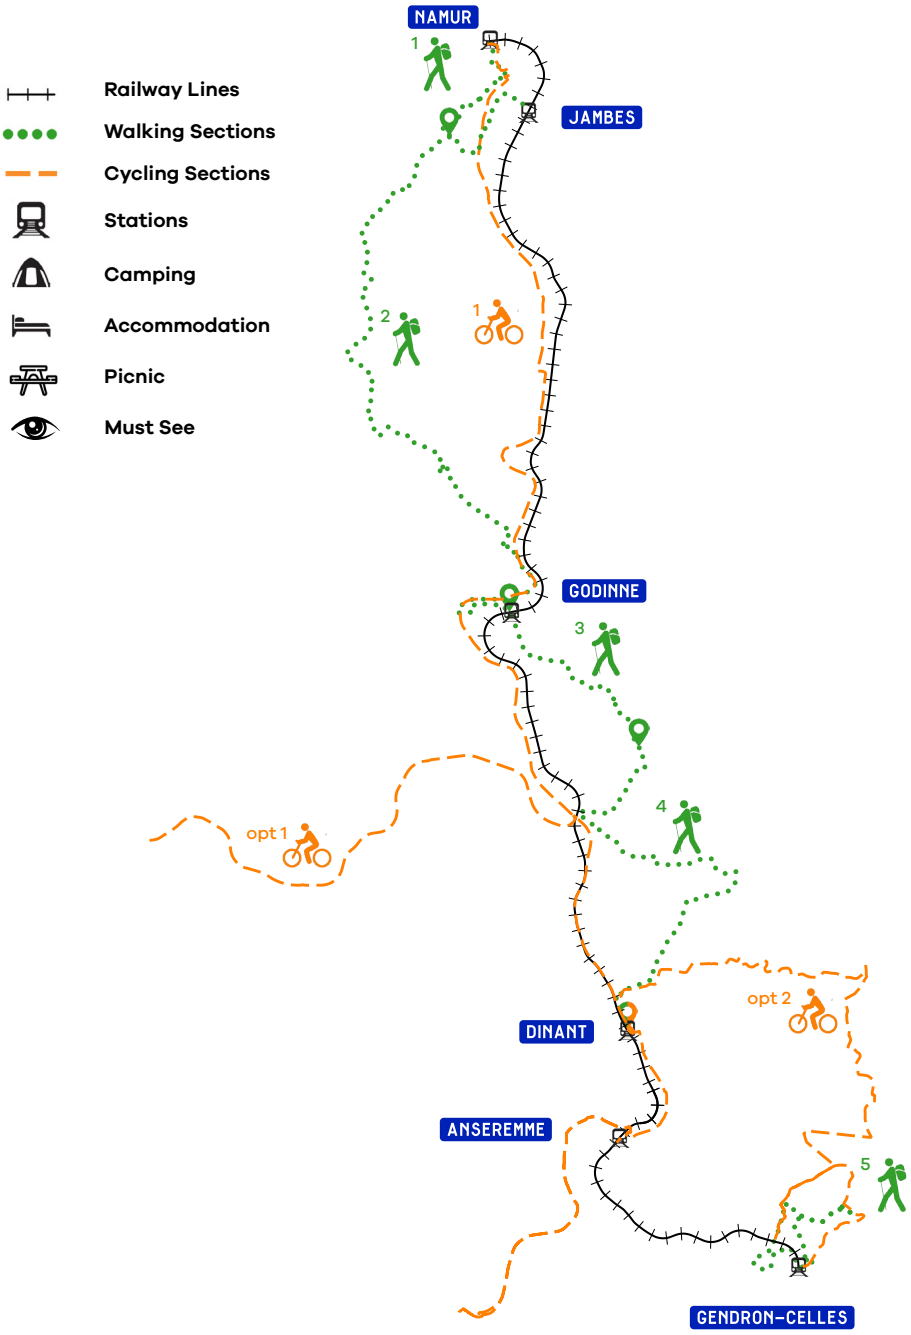 NAMUR
1
JAMBES
Railway Lines
Walking Sections
Cycling Sections
Stations
Camping
Accommodation
Picnic
Must See
2
1
GODINNE
3
4
opt 1
opt 2
DINANT
ANSEREMME
5
GENDRON-CELLES